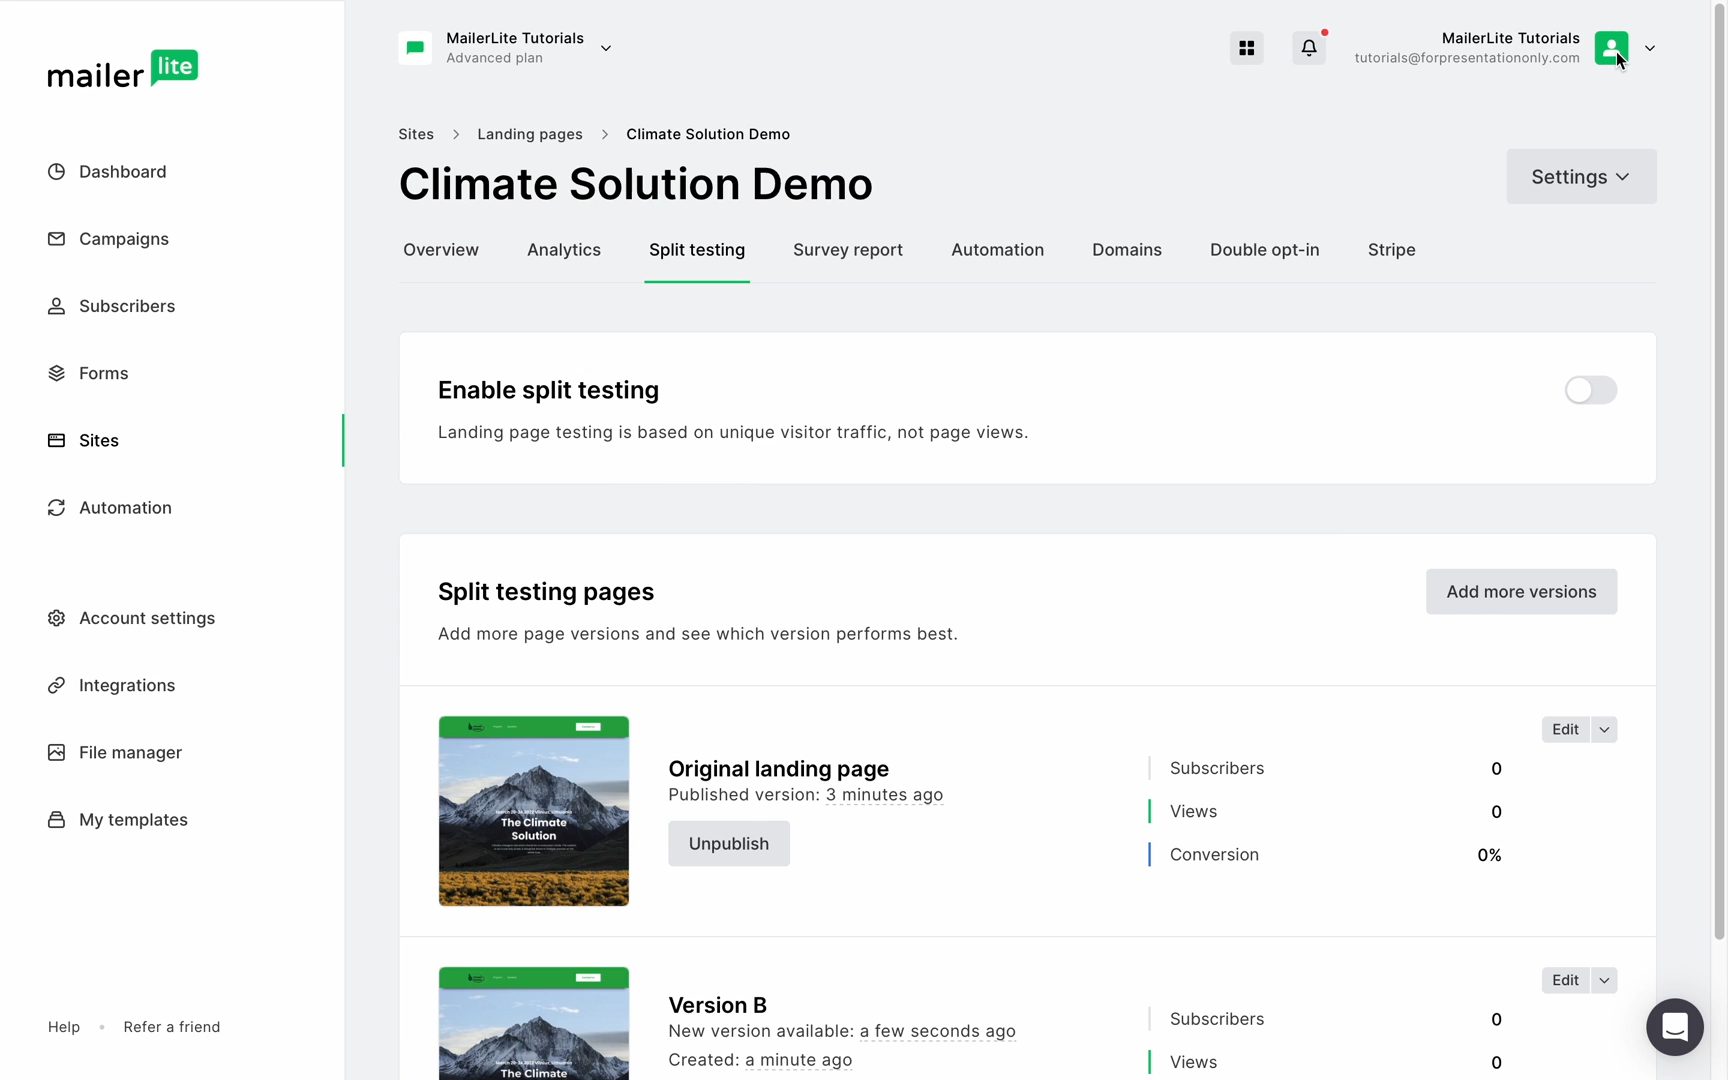 mailer lite
MailerLite Tutorials
Advanced plan
MailerLite Tutorials
tutorials@forpresentationonly.com
Dashboard
Campaigns
Subscribers
Forms
Sites
Automation
Account settings
Integrations
File manager
My templates
Help
Refer a friend
Sites
Landing pages
Climate Solution Demo
Climate Solution Demo
Settings
Overview
Analytics
Split testing
Survey report
Automation
Domains
Double opt-in
Stripe
Enable split testing
Landing page testing is based on unique visitor traffic, not page views.
Split testing pages
Add more page versions and see which version performs best.
Add more versions
The Climate
Solution
Original landing page
Published version: 3 minutes ago
Unpublish
Edit
Subscribers 0
Views 0
Conversion 0%
The Climate
Version B
New version available: a few seconds ago
Created: a minute ago
Edit
Subscribers 0
Views 0